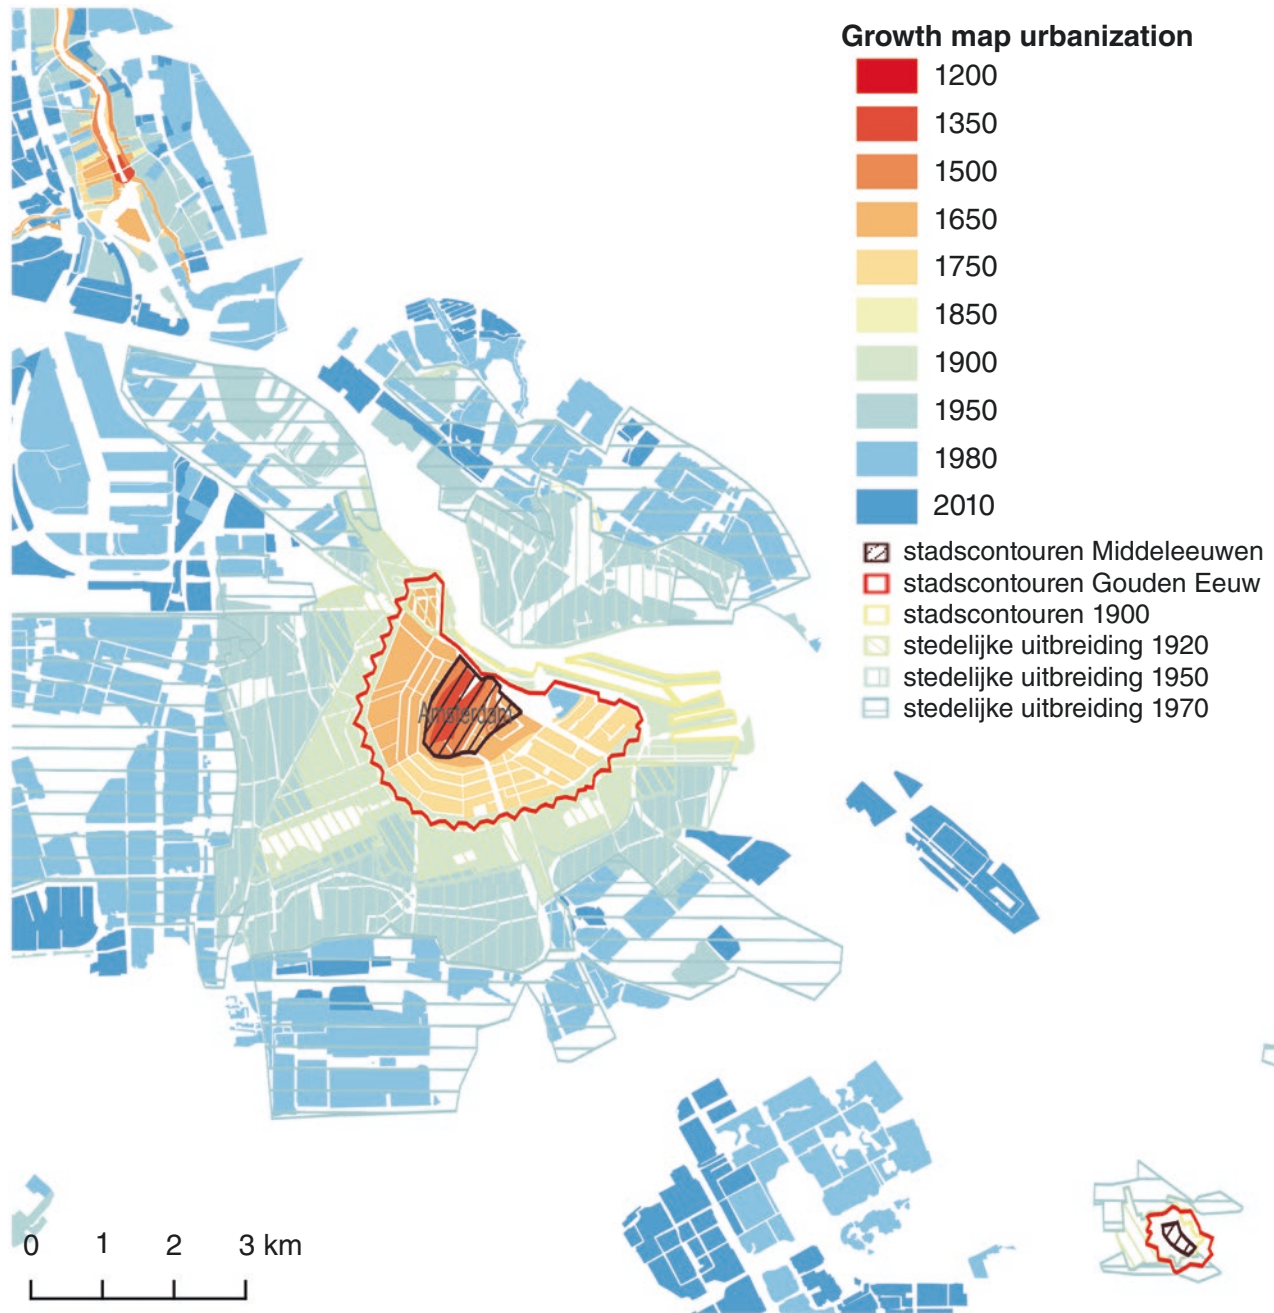 Growth map urbanization
1200
1350
1500
1650
1750
1850
1900
1950
1980
2010
stadscontouren Middeleeuwen
stadscontouren Gouden Eeuw
stadscontouren 1900
stedelijke uitbreiding 1920
stedelijke uitbreiding 1950
stedelijke uitbreiding 1970
Amsterdam
0 1 2 3 km